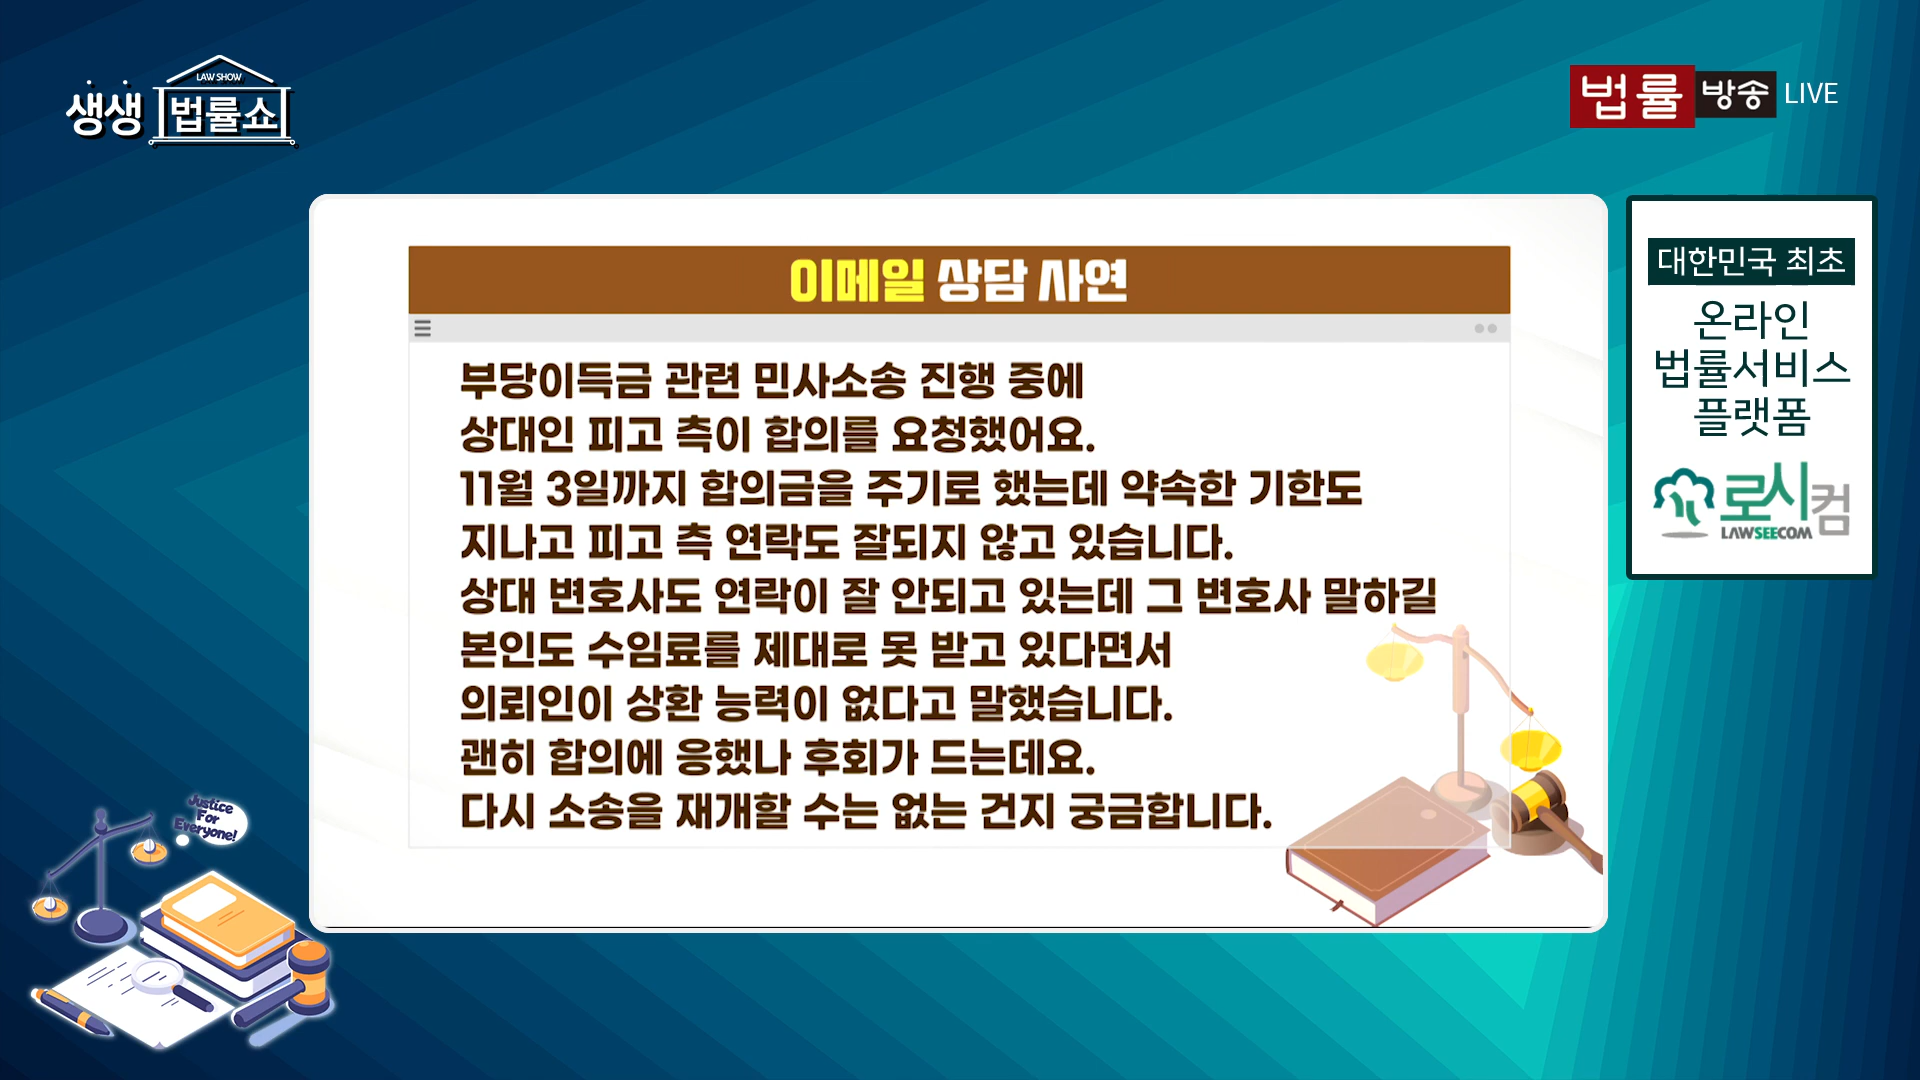 LAW SHOW
생생 법률쇼
법률방송 LIVE
이메일 상담 사연
부당이득금 관련 민사소송 진행 중에
상대인 피고 측이 합의를 요청했어요.
11월 3일까지 합의금을 주기로 했는데 약속한 기한도
지나고 피고 측 연락도 잘되지 않고 있습니다.
상대 변호사도 연락이 잘 안되고 있는데 그 변호사 말하길
본인도 수임료를 제대로 못 받고 있다면서
의뢰인이 상환 능력이 없다고 말했습니다.
괜히 합의에 응했나 후회가 드는데요.
다시 소송을 재개할 수는 없는 건지 궁금합니다.
대한민국 최초
온라인
법률서비스
플랫폼
로시컴
LAWSEECOM
Justice
For
Everyone!